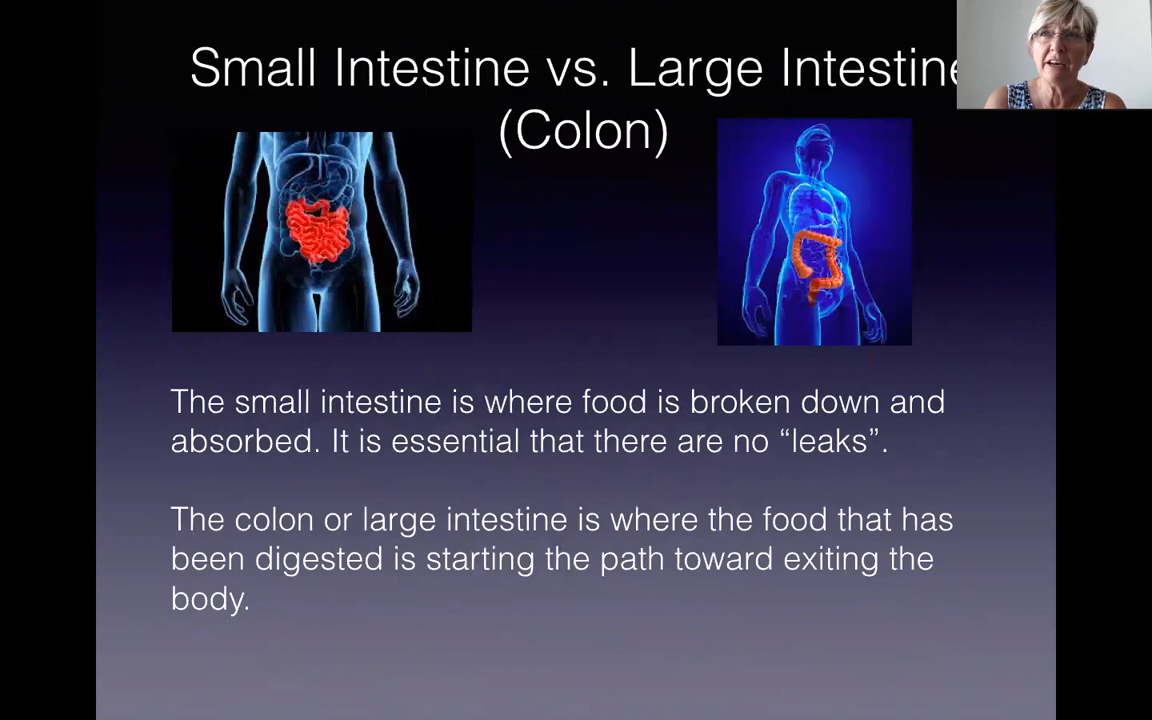 Small Intestine vs. Large Intestine
(Colon)
The small intestine is where food is broken down and
absorbed. It is essential that there are no “leaks”.
The colon or large intestine is where the food that has
been digested is starting the path toward exiting the
body.